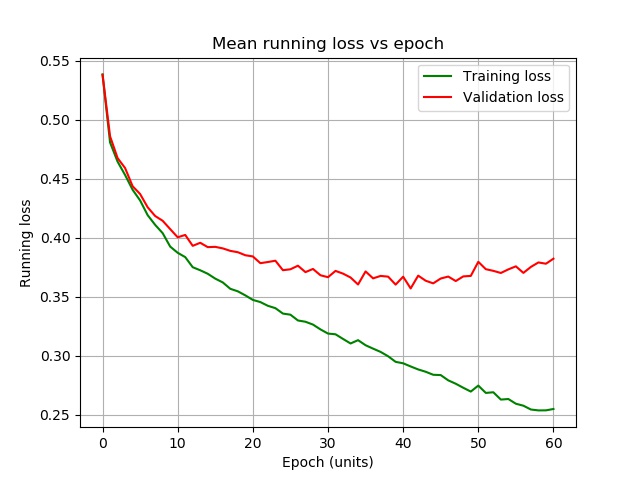 Mean running loss vs epoch
Training loss
Validation loss
0.55
0.50
0.45
0.40
0.35
0.30
0.25
Running loss
0 10 20 30 40 50 60
Epoch (units)